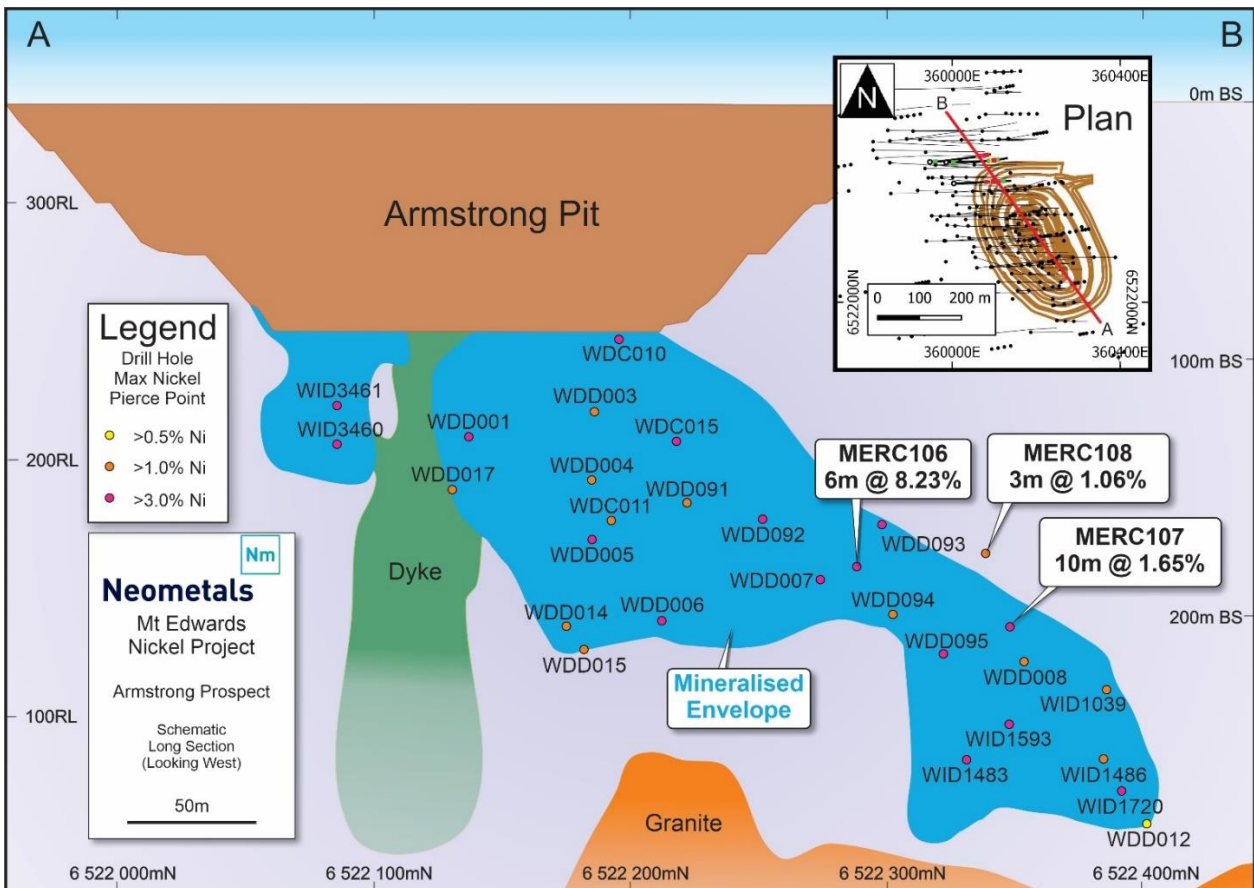 A
B
0m BS
N
360000E
360400E
B
Plan
0 100 200 m
6522000N
6522000N
A
360000E
360400E
300RL
Armstrong Pit
Legend
Drill Hole
Max Nickel
Pierce Point
>0.5% Ni
>1.0% Ni
>3.0% Ni
100m BS
WDC010
WID3461
WDD003
WID3460
WDD001
WDC015
200RL
WDD017
WDD004
WDC011
WDD091
WDD005
WDD092
MERC106
6m @ 8.23%
MERC108
3m @ 1.06%
WDD093
MERC107
10m @ 1.65%
Nm
Neometals
Mt Edwards
Nickel Project
Armstrong Prospect
Schematic
Long Section
(Looking West)
50m
Dyke
WDD007
WDD014
WDD006
WDD094
200m BS
WDD015
WDD095
WDD008
Mineralised
Envelope
WID1039
100RL
WID1593
WID1483
WID1486
WID1720
Granite
WDD012
6 522 000mN
6 522 100mN
6 522 200mN
6 522 300mN
6 522 400mN